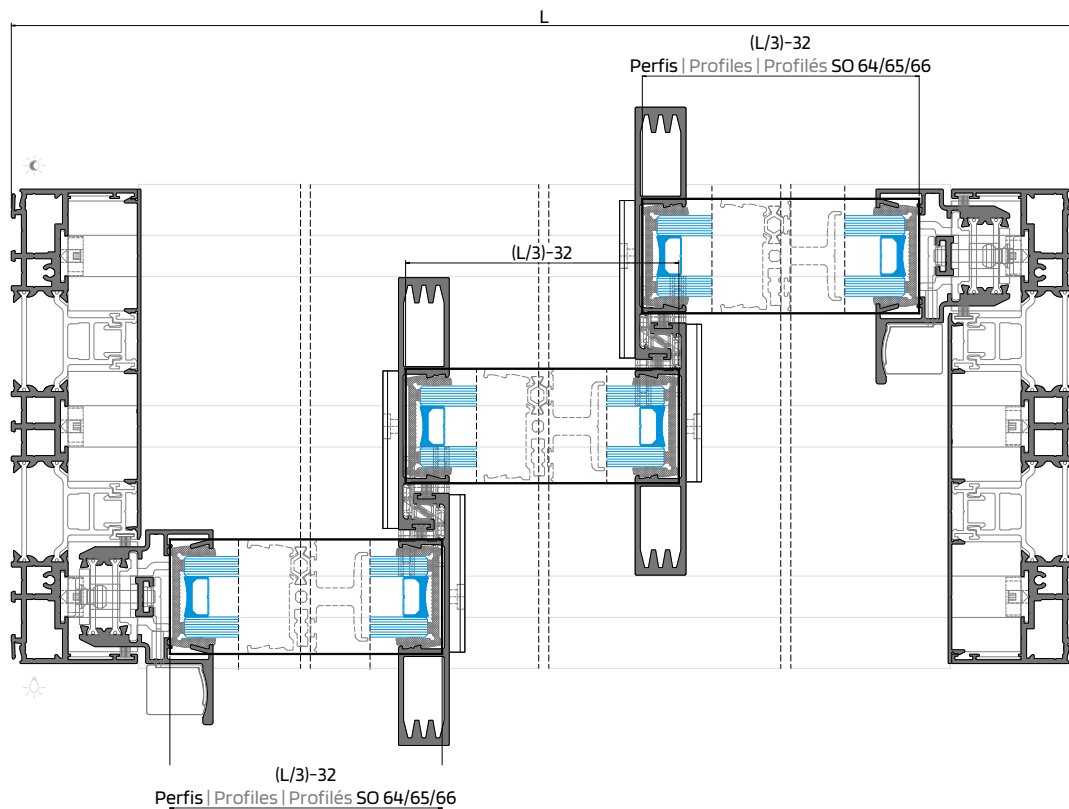 L
(L/3)-32
Perfis | Profiles | Profilés SO 64/65/66
(L/3)-32
(L/3)-32
Perfis | Profiles | Profilés SO 64/65/66